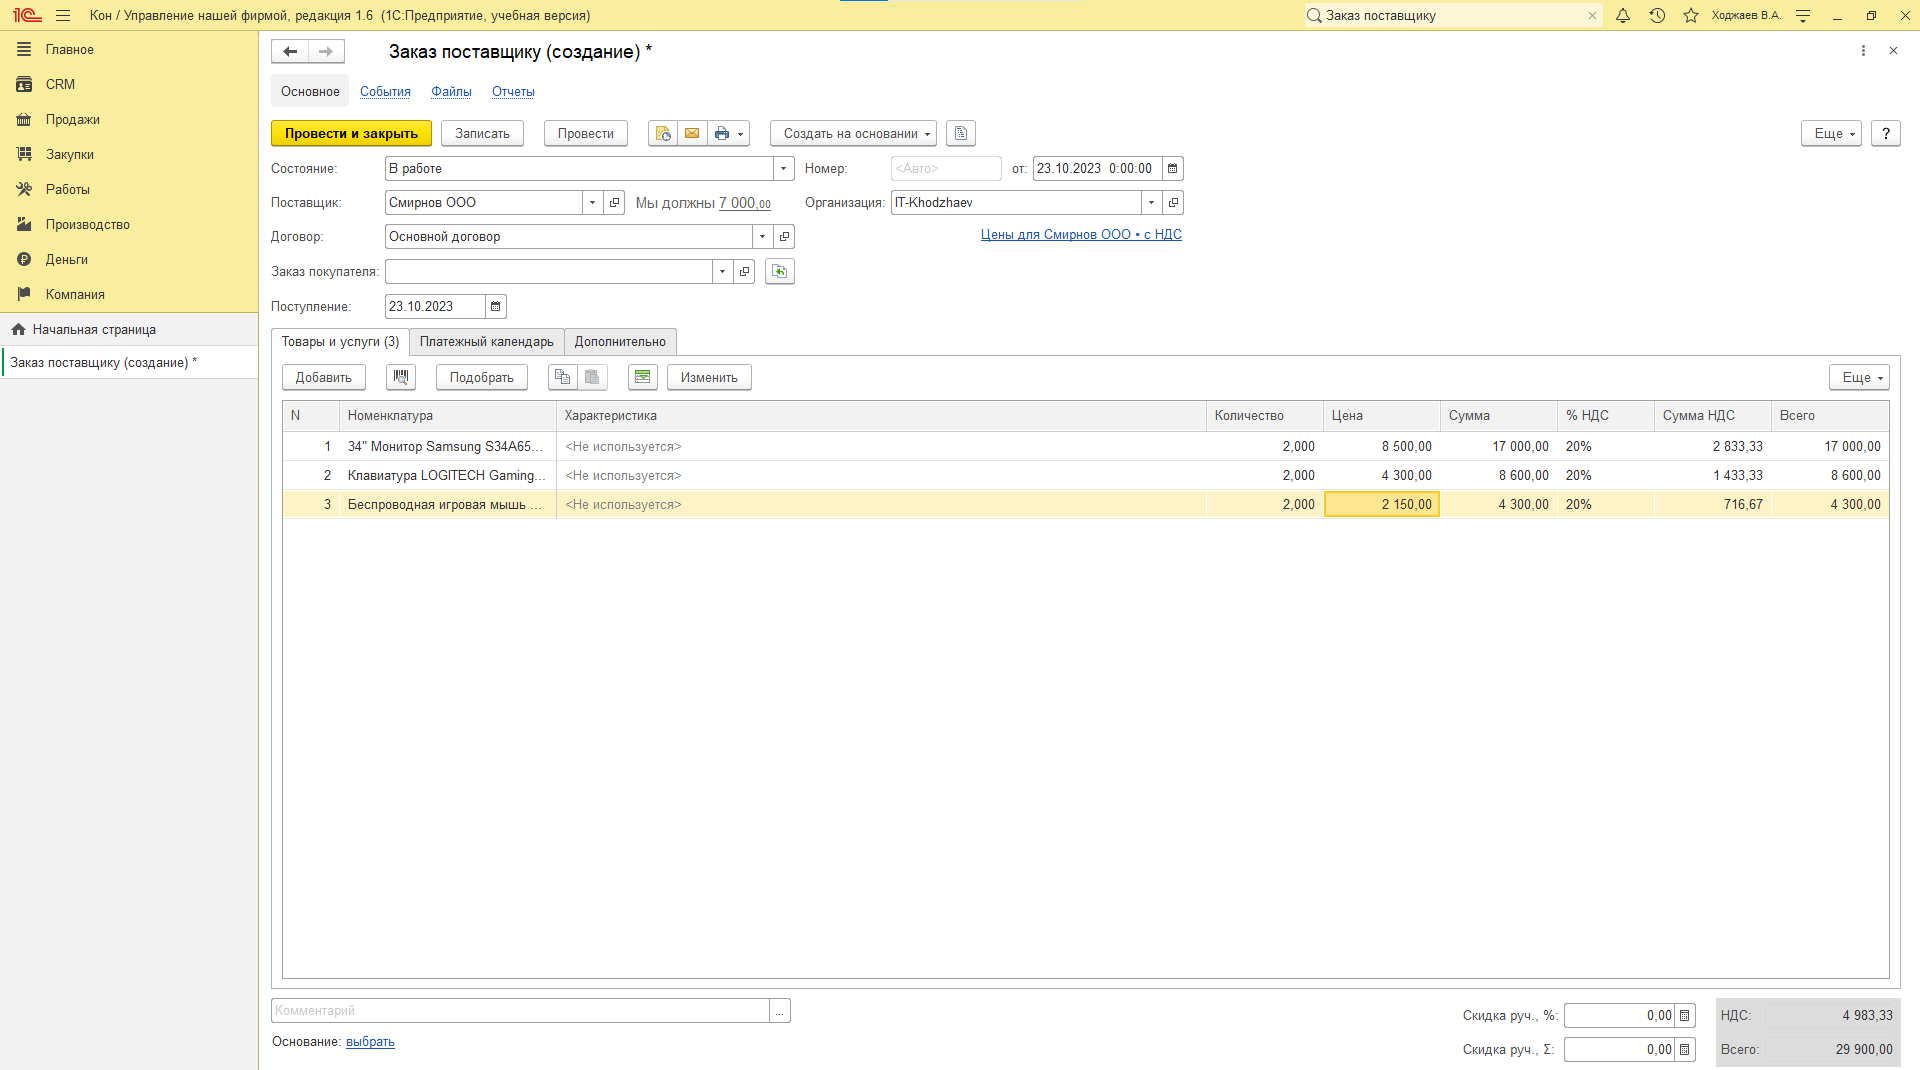 1С Кон / Управление нашей фирмой, редакция 1.6 (1С:Предприятие, учебная версия) Заказ поставщику Ходжаев В.А.
Главное
CRM
Продажи
Закупки
Работы
Производство
Деньги
Компания
Начальная страница
Заказ поставщику (создание) *
Заказ поставщику (создание) *
Основное События Файлы Отчеты
Провести и закрыть Записать Провести Создать на основании Еще ?
Состояние: В работе Номер: <Авто> от: 23.10.2023 0:00:00
Поставщик: Смирнов ООО Мы должны 7 000,00 Организация: IT-Khodzhaev
Договор: Основной договор Цены для Смирнов ООО • с НДС
Заказ покупателя:
Поступление: 23.10.2023
Товары и услуги (3) Платежный календарь Дополнительно
Добавить Подобрать Изменить Еще
N Номенклатура Характеристика Количество Цена Сумма % НДС Сумма НДС Всего
1 34" Монитор Samsung S34A65... <Не используется> 2,000 8 500,00 17 000,00 20% 2 833,33 17 000,00
2 Клавиатура LOGITECH Gaming... <Не используется> 2,000 4 300,00 8 600,00 20% 1 433,33 8 600,00
3 Беспроводная игровая мышь ... <Не используется> 2,000 2 150,00 4 300,00 20% 716,67 4 300,00
Комментарий ...
Основание: выбрать
Скидка руч., %: 0,00 НДС: 4 983,33
Скидка руч., Σ: 0,00 Всего: 29 900,00